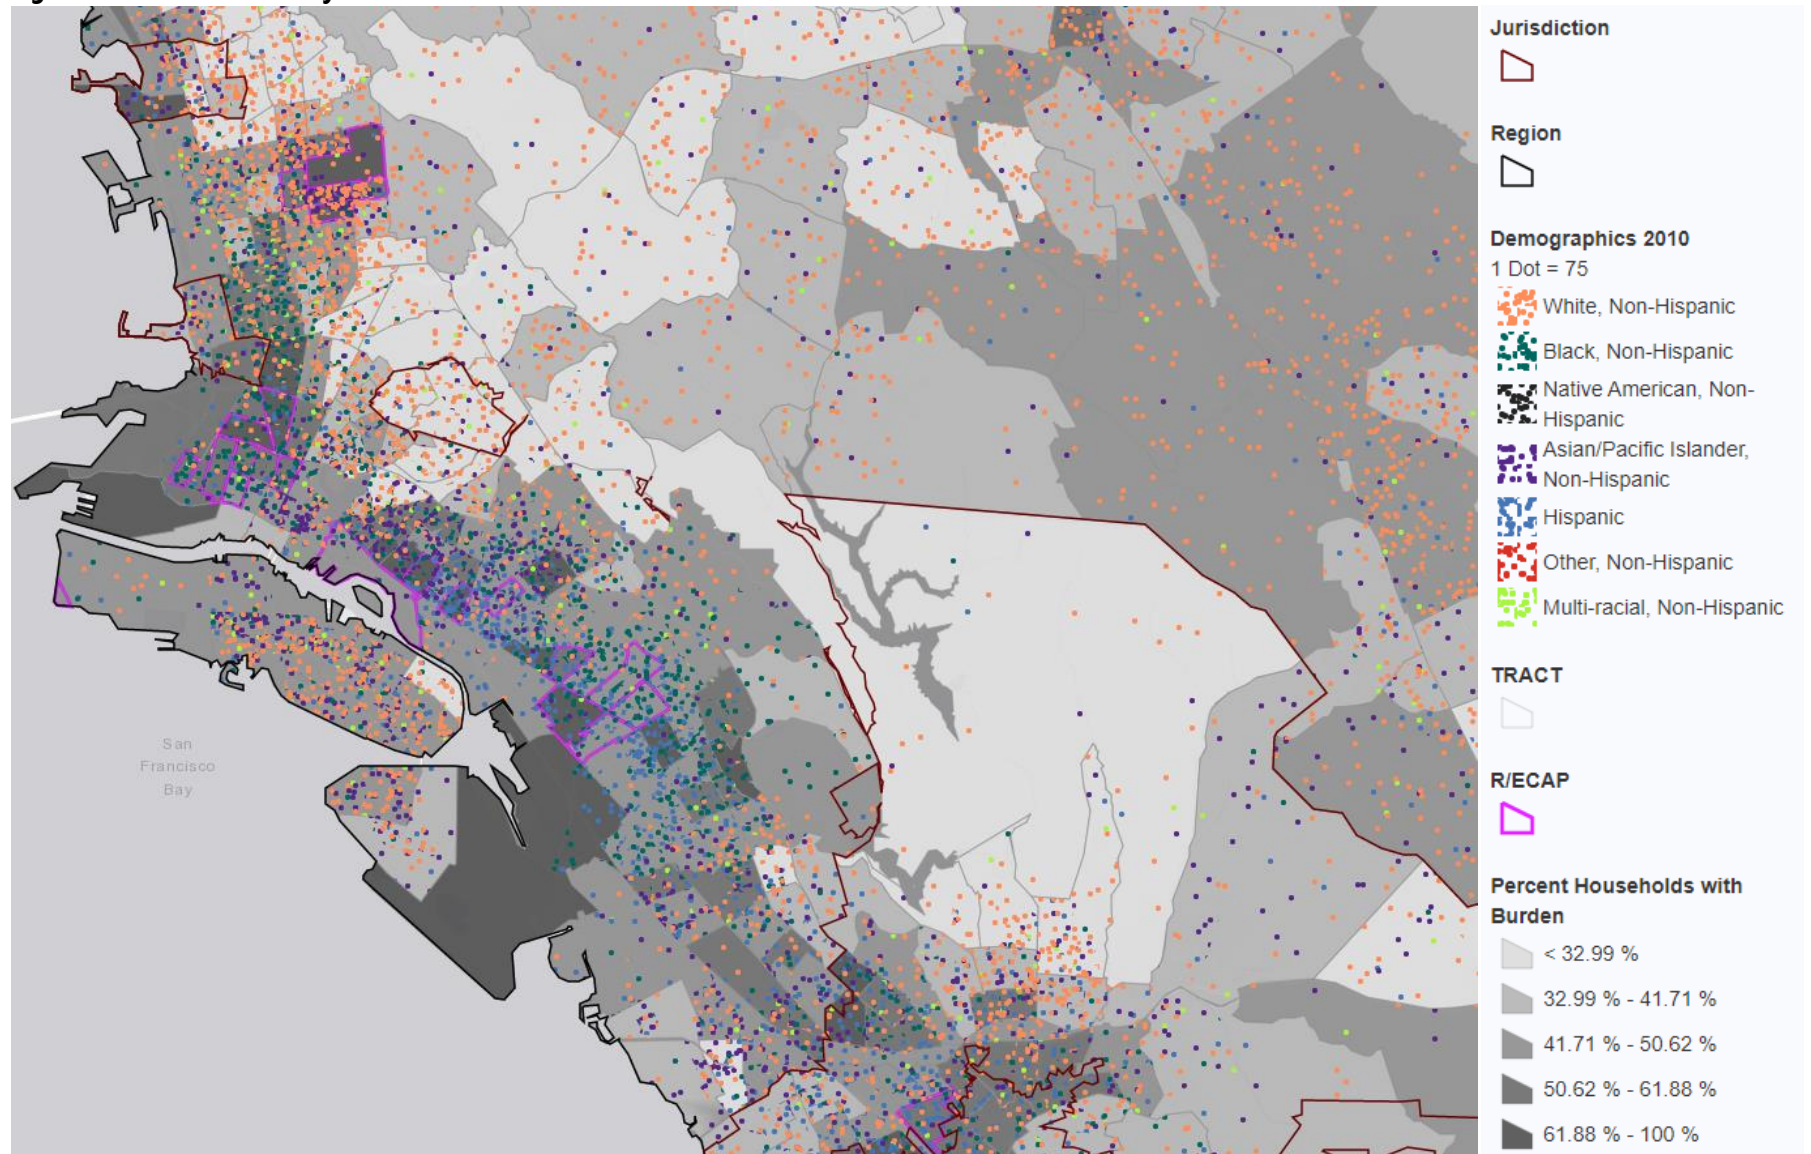 San
Francisco
Bay
Jurisdiction
Region
Demographics 2010
1 Dot = 75
White, Non-Hispanic
Black, Non-Hispanic
Native American, Non-
Hispanic
Asian/Pacific Islander,
Non-Hispanic
Hispanic
Other, Non-Hispanic
Multi-racial, Non-Hispanic
TRACT
R/ECAP
Percent Households with
Burden
< 32.99 %
32.99 % - 41.71 %
41.71 % - 50.62 %
50.62 % - 61.88 %
61.88 % - 100 %